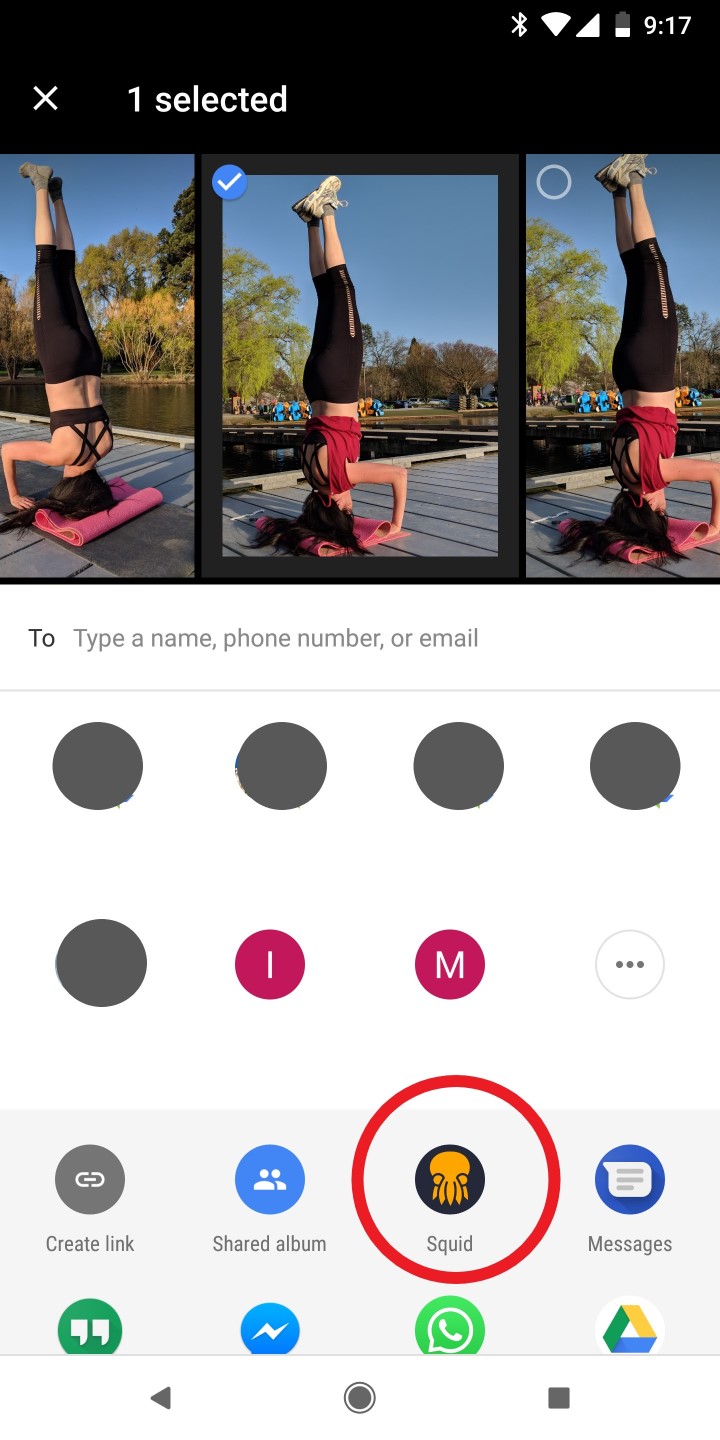 9:17
1 selected
To Type a name, phone number, or email
I M
Create link Shared album Squid Messages